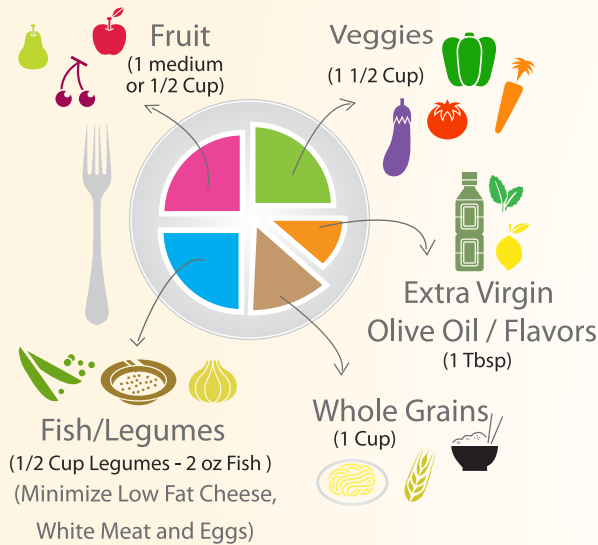 Fruit
(1 medium
or 1/2 Cup)
Veggies
(1 1/2 Cup)
Extra Virgin
Olive Oil / Flavors
(1 Tbsp)
Whole Grains
(1 Cup)
Fish/Legumes
(1/2 Cup Legumes - 2 oz Fish )
(Minimize Low Fat Cheese,
White Meat and Eggs)